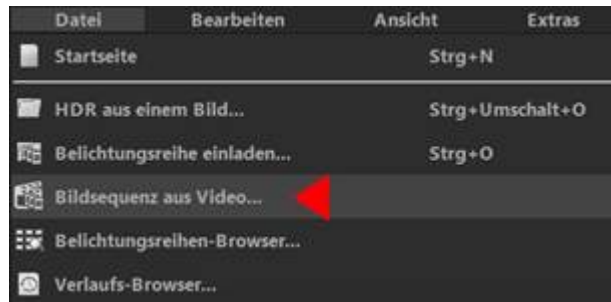 Datei Bearbeiten Ansicht Extras
Startseite Strg+N
HDR aus einem Bild... Strg+Umschalt+O
Belichtungsreihe einladen... Strg+O
Bildsequenz aus Video...
Belichtungsreihen-Browser...
Verlaufs-Browser...